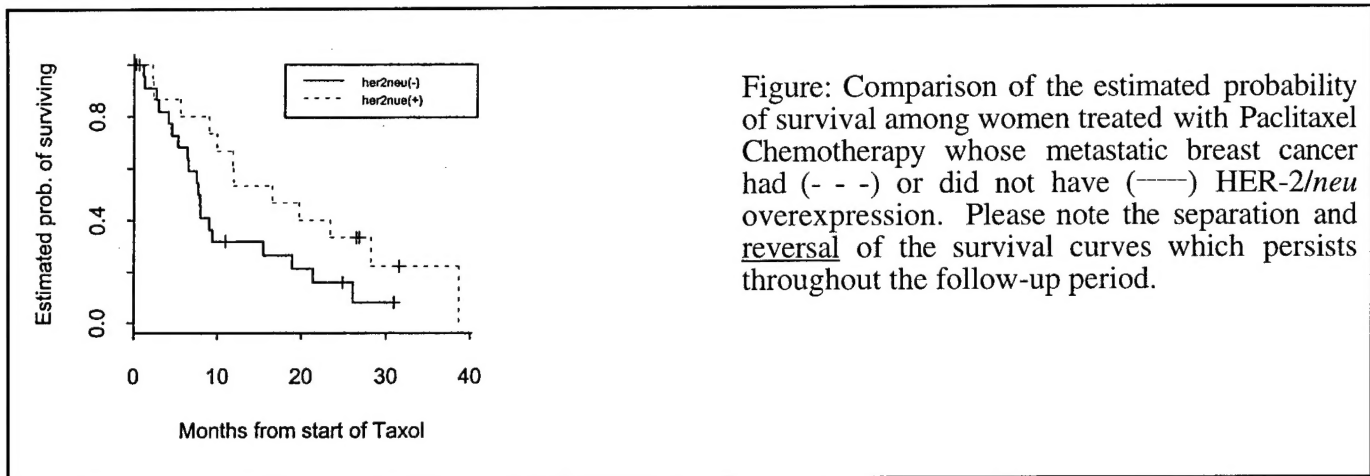 Estimated prob. of surviving
0.8
0.4
0.0
her2neu(-)
her2nue(+)
0 10 20 30 40
Months from start of Taxol
Figure: Comparison of the estimated probability
of survival among women treated with Paclitaxel
Chemotherapy whose metastatic breast cancer
had (- - -) or did not have (-----) HER-2/neu
overexpression. Please note the separation and
reversal of the survival curves which persists
throughout the follow-up period.